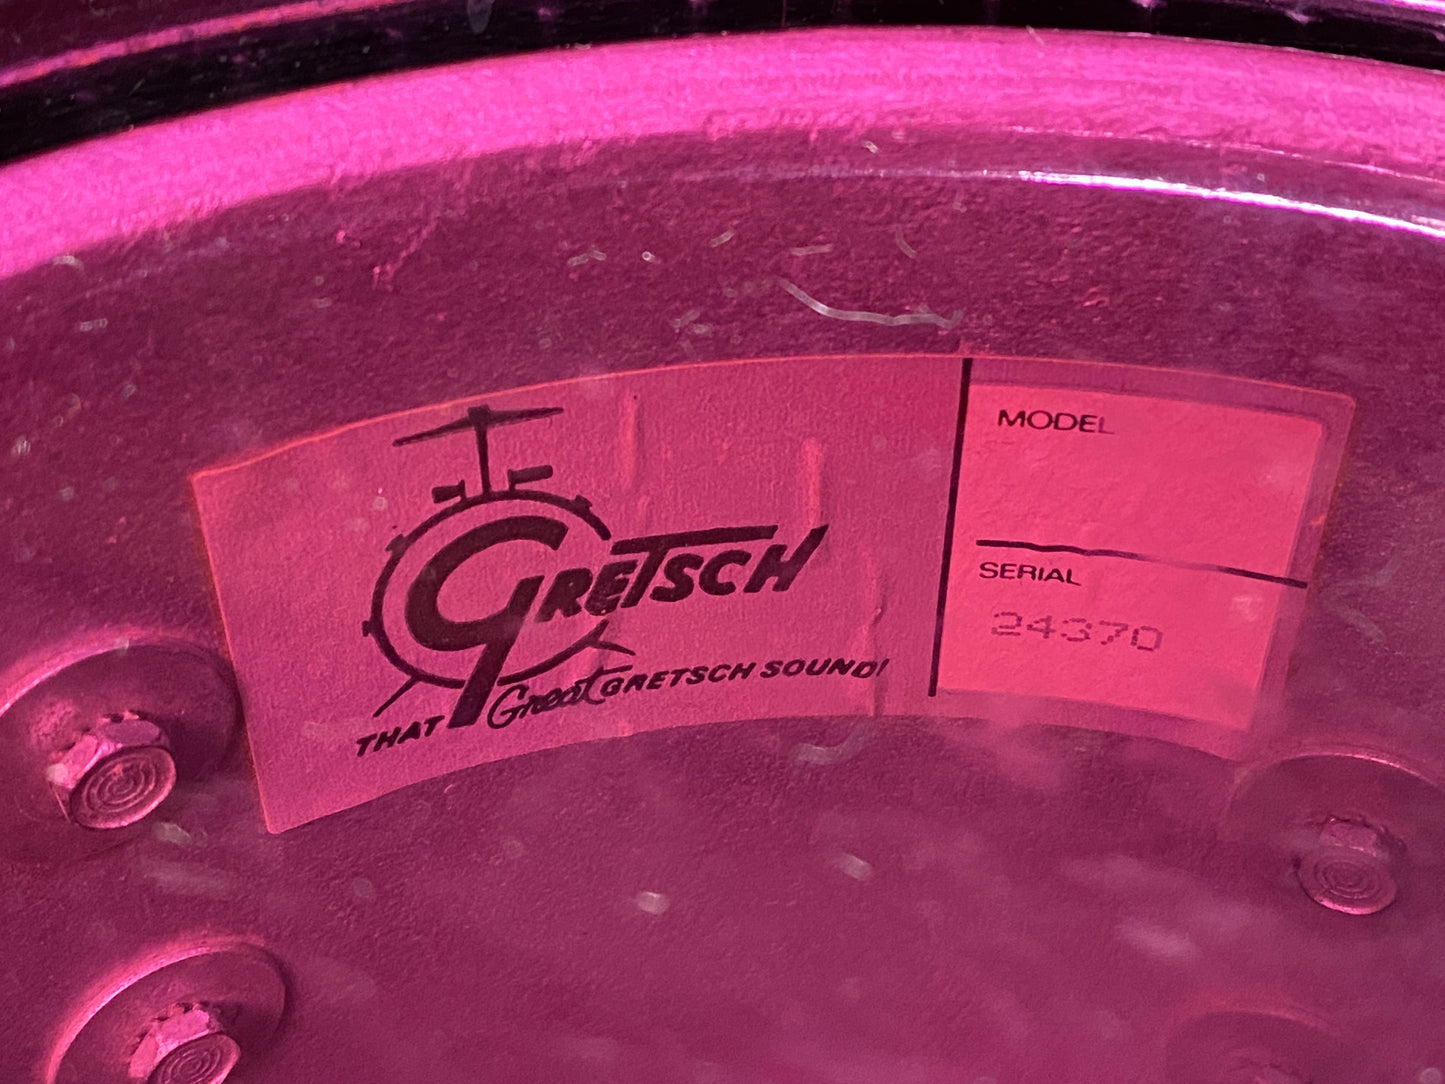 GRETSCH
THAT Great GRETSCH SOUND!
MODEL
SERIAL
24370